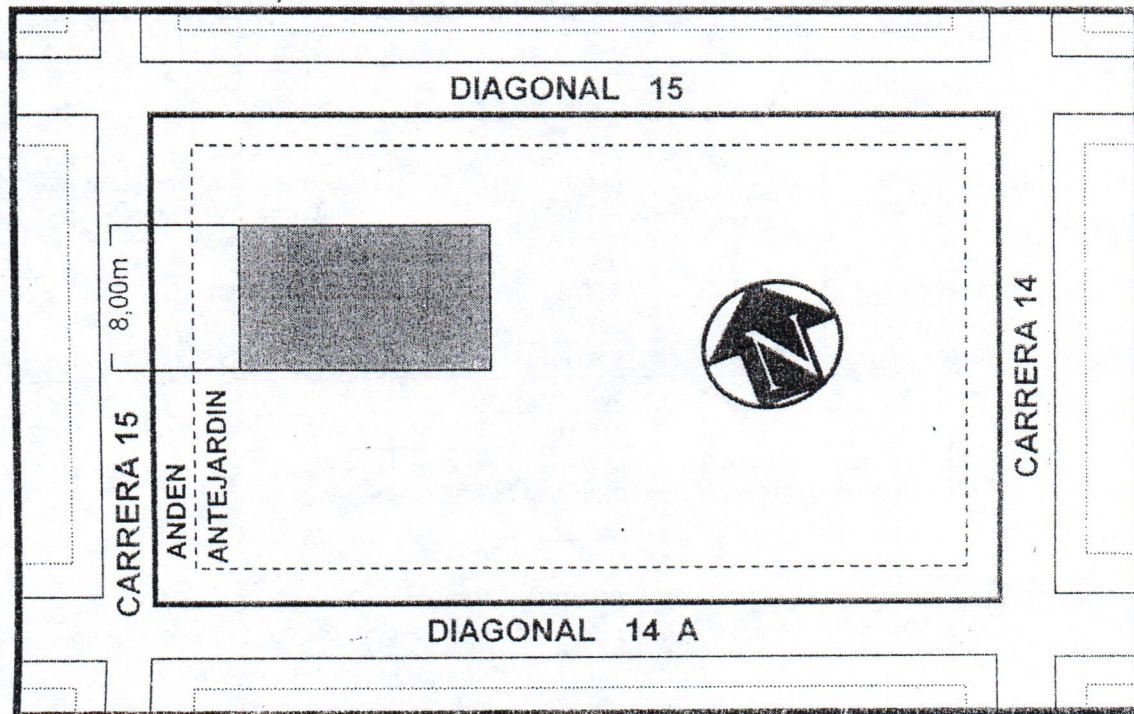 DIAGONAL 15
8,00m
CARRERA 15
ANDEN
ANTEJARDIN
N
CARRERA 14
DIAGONAL 14 A